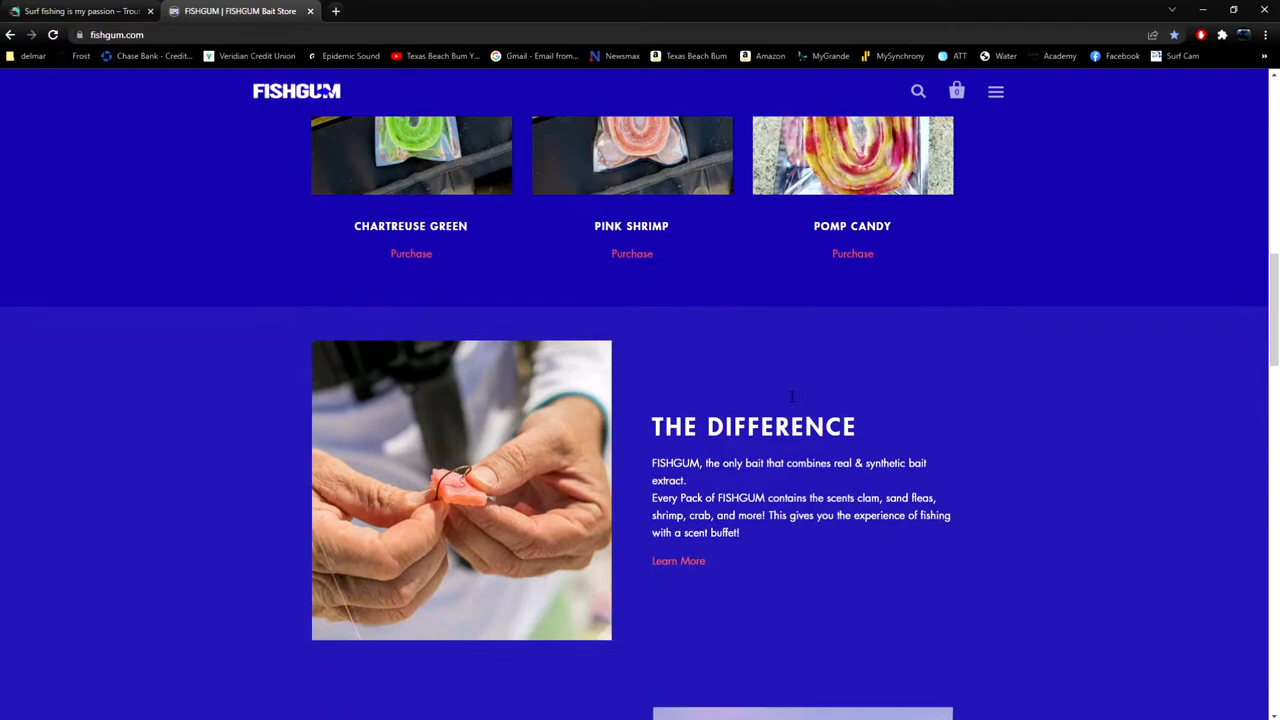 Surf fishing is my passion – Trou
FISHGUM | FISHGUM Bait Store
fishgum.com
delmar Frost Chase Bank - Credit... Veridian Credit Union Epidemic Sound Texas Beach Bum Y... Gmail - Email from... Newsmax Texas Beach Bum Amazon MyGrande MySynchrony ATT Water Academy Facebook Surf Cam
FISHGUM
0
CHARTREUSE GREEN
Purchase
PINK SHRIMP
Purchase
POMP CANDY
Purchase
THE DIFFERENCE
FISHGUM, the only bait that combines real & synthetic bait
extract.
Every Pack of FISHGUM contains the scents clam, sand fleas,
shrimp, crab, and more! This gives you the experience of fishing
with a scent buffet!
Learn More